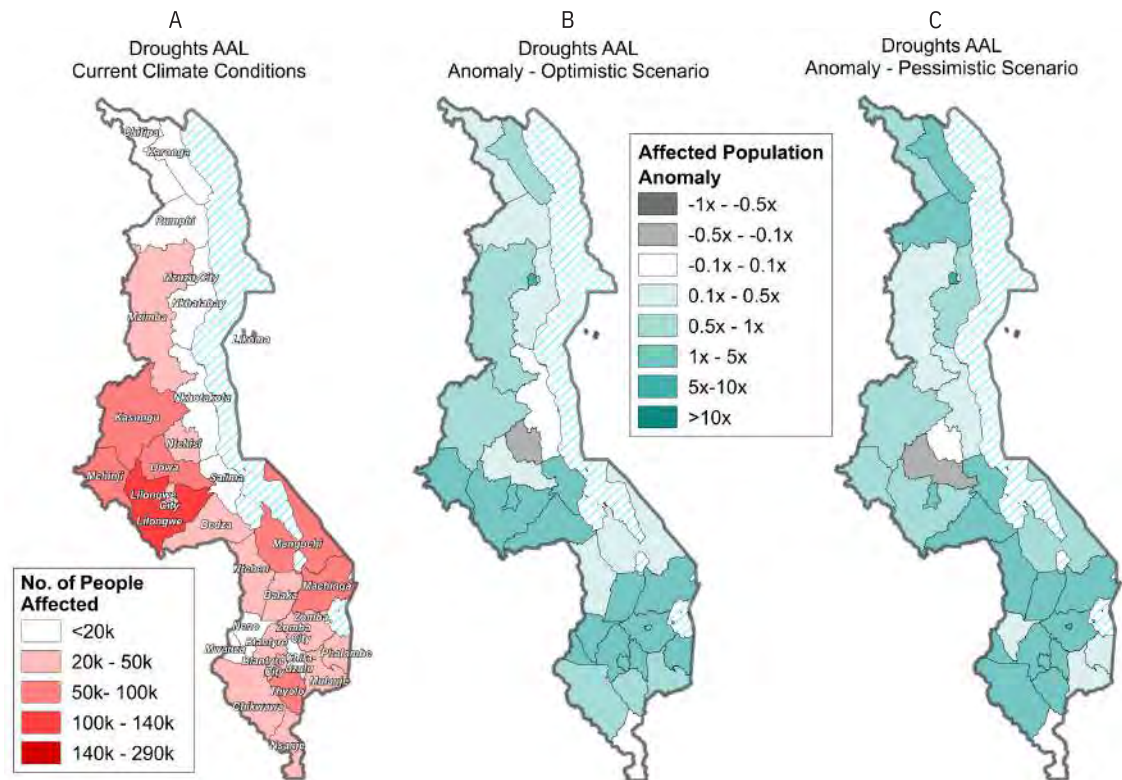 A
Droughts AAL
Current Climate Conditions
B
Droughts AAL
Anomaly - Optimistic Scenario
C
Droughts AAL
Anomaly - Pessimistic Scenario
Affected Population
Anomaly
-1x - -0.5x
-0.5x - -0.1x
-0.1x - 0.1x
0.1x - 0.5x
0.5x - 1x
1x - 5x
5x-10x
>10x
Chitipa
Karonga
Rumphi
Mzuzu City
Nkhatabay
Mzimba
Likoma
Nkhotakota
Kasungu
Ntchisi
Dowa
Mchinji
Salima
Lilongwe
City
Lilongwe
Dedza
Mangochi
Ntcheu
Machinga
Balaka
Zomba
Neno
Zomba
City
Mwanza
Blantyre
Phalombe
Chira-
dzulu
Blantyre
City
Mulanje
Thyolo
Chikwawa
Nsanje
No. of People
Affected
<20k
20k - 50k
50k- 100k
100k - 140k
140k - 290k